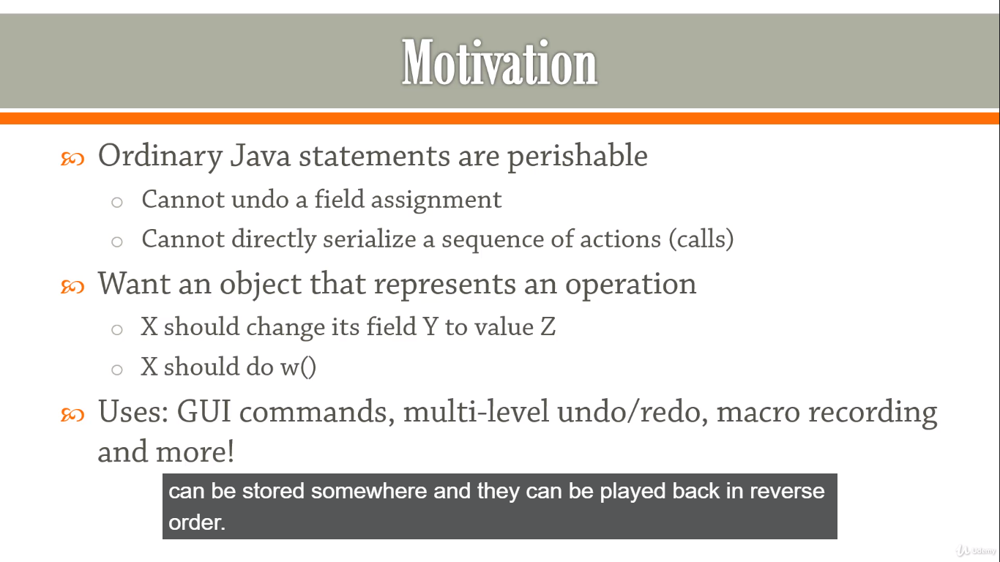 Motivation
Ordinary Java statements are perishable
Cannot undo a field assignment
Cannot directly serialize a sequence of actions (calls)
Want an object that represents an operation
X should change its field Y to value Z
X should do w()
Uses: GUI commands, multi-level undo/redo, macro recording
and more!
can be stored somewhere and they can be played back in reverse
order.
Udemy